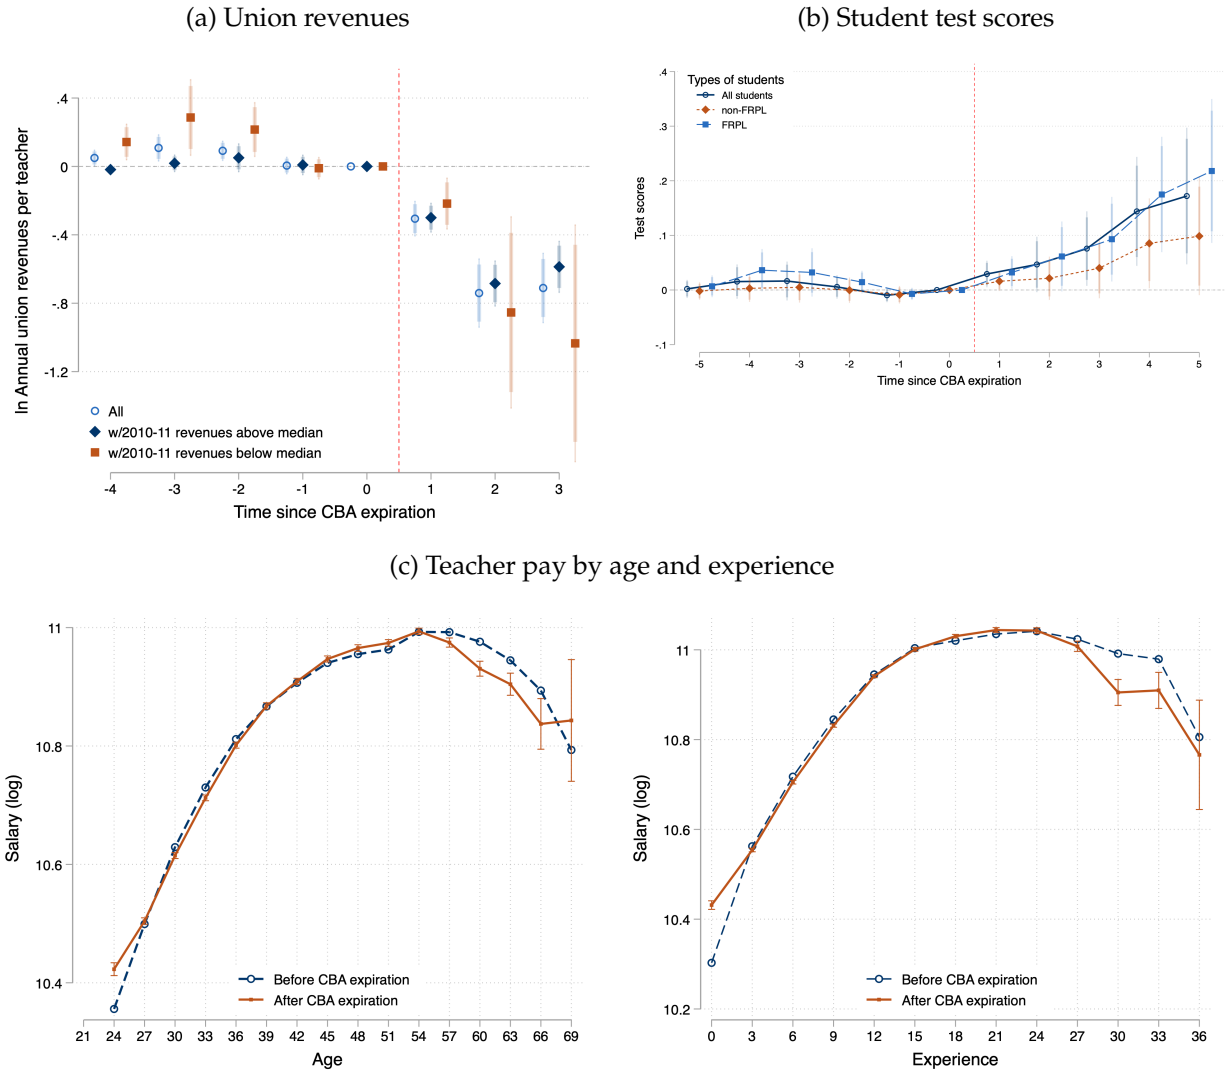 (a) Union revenues
ln Annual union revenues per teacher
.4
0
-.4
-.8
-1.2
All
w/2010-11 revenues above median
w/2010-11 revenues below median
-4 -3 -2 -1 0 1 2 3
Time since CBA expiration
(b) Student test scores
Test scores
.4
.3
.2
.1
0
-.1
Types of students
All students
non-FRPL
FRPL
-5 -4 -3 -2 -1 0 1 2 3 4 5
Time since CBA expiration
(c) Teacher pay by age and experience
Salary (log)
11
10.8
10.6
10.4
Before CBA expiration
After CBA expiration
21 24 27 30 33 36 39 42 45 48 51 54 57 60 63 66 69
Age
Salary (log)
11
10.8
10.6
10.4
10.2
Before CBA expiration
After CBA expiration
0 3 6 9 12 15 18 21 24 27 30 33 36
Experience